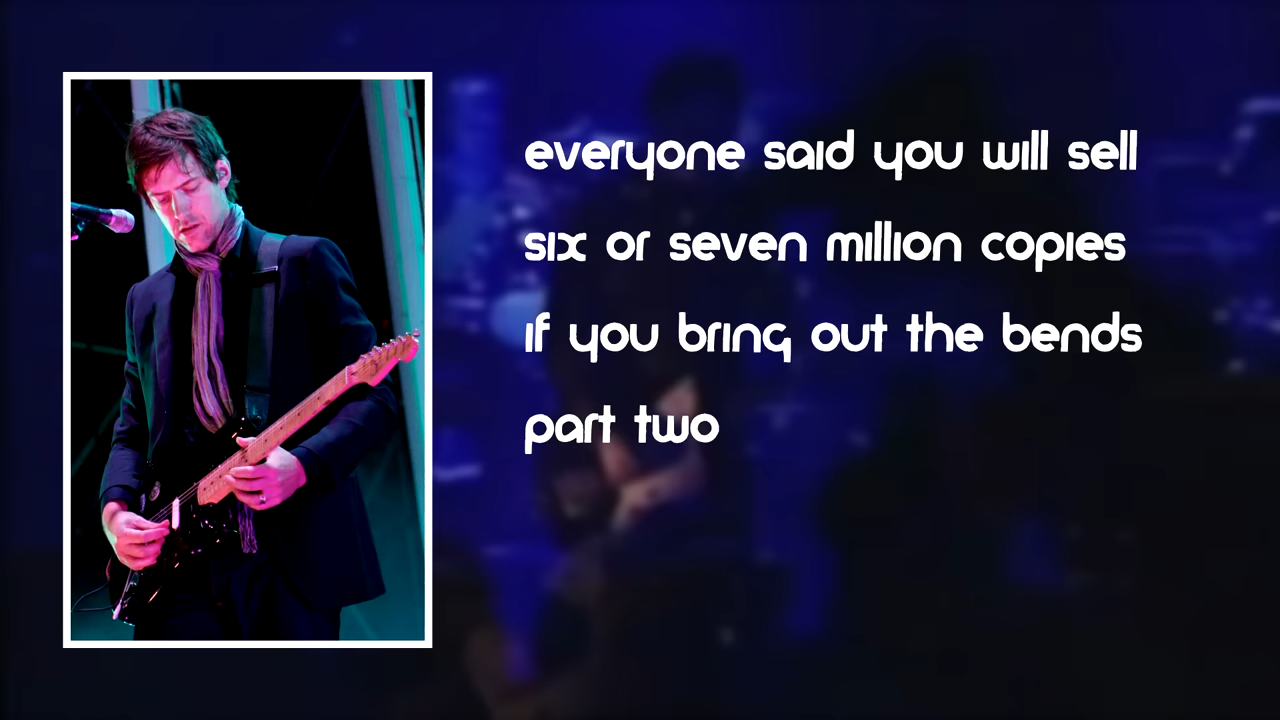 everyone said you will sell
six or seven million copies
if you bring out the bends
part two